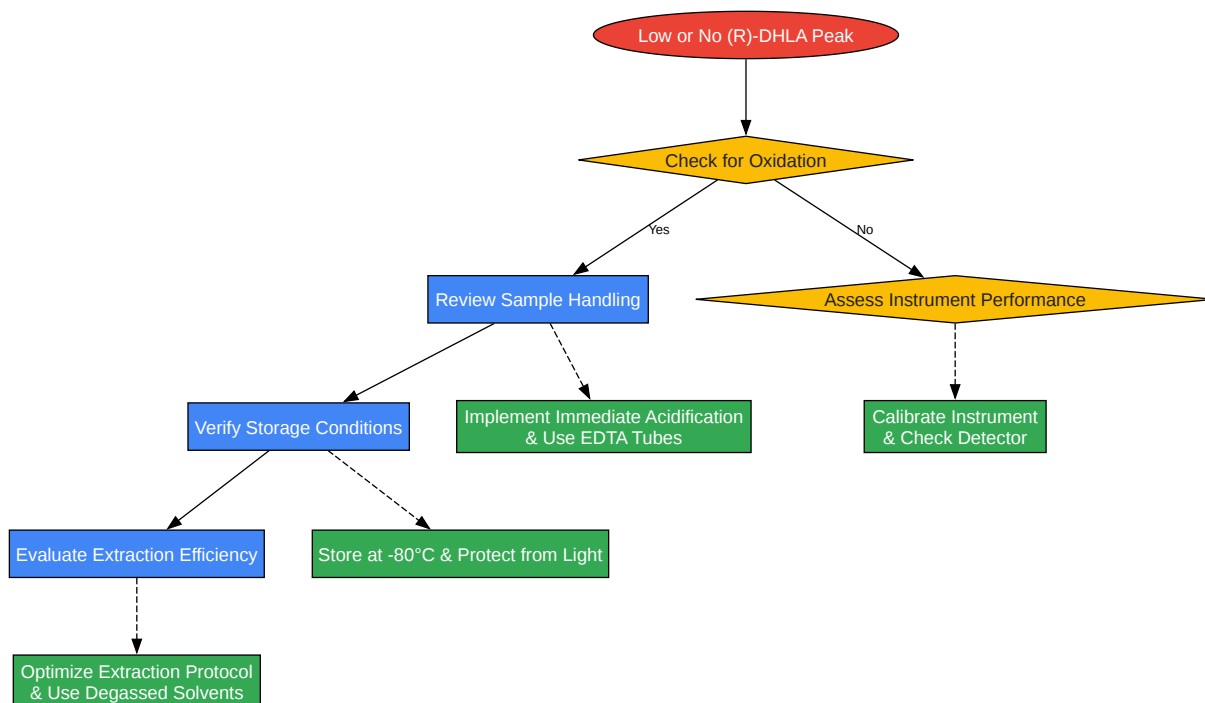 Low or No (R)-DHLA Peak
Check for Oxidation
Yes
No
Review Sample Handling
Assess Instrument Performance
Verify Storage Conditions
Implement Immediate Acidification
& Use EDTA Tubes
Calibrate Instrument
& Check Detector
Evaluate Extraction Efficiency
Store at -80°C & Protect from Light
Optimize Extraction Protocol
& Use Degassed Solvents